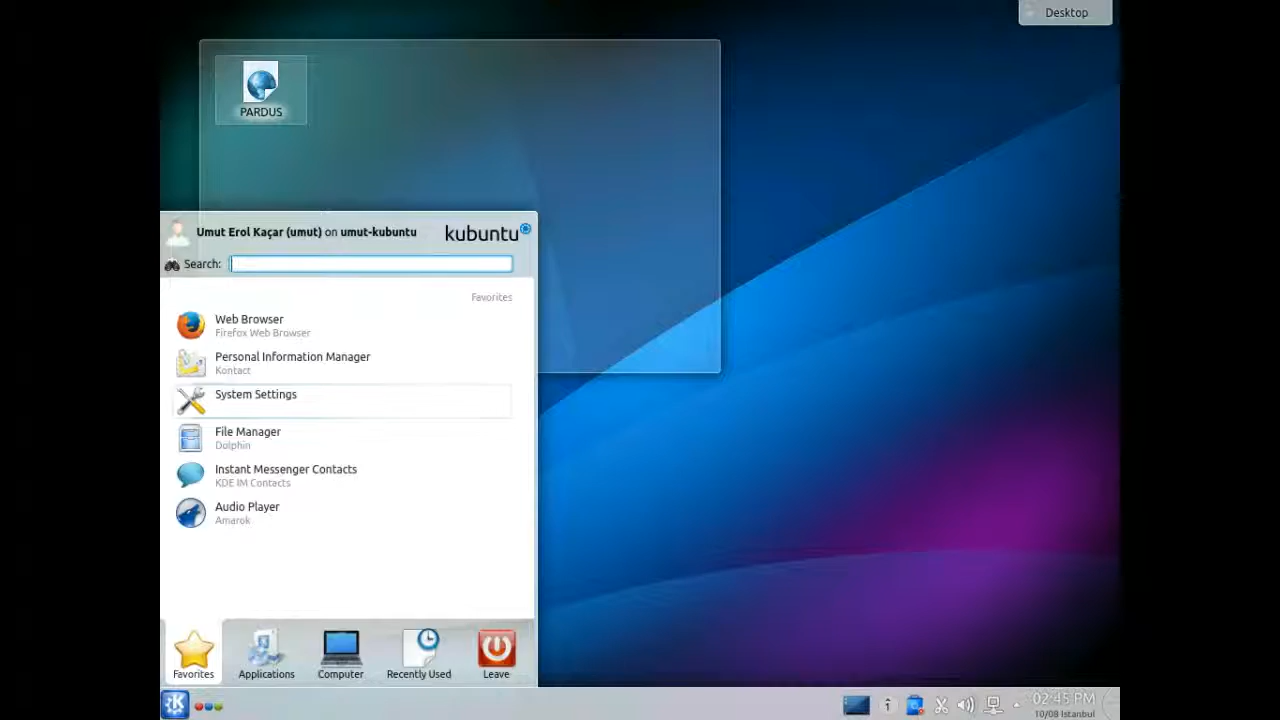 Desktop
PARDUS
Umut Erol Kaçar (umut) on umut-kubuntu
kubuntu
Search:
Favorites
Web Browser
Firefox Web Browser
Personal Information Manager
Kontact
System Settings
File Manager
Dolphin
Instant Messenger Contacts
KDE IM Contacts
Audio Player
Amarok
Favorites
Applications
Computer
Recently Used
Leave
02:45 PM
10/08 Istanbul